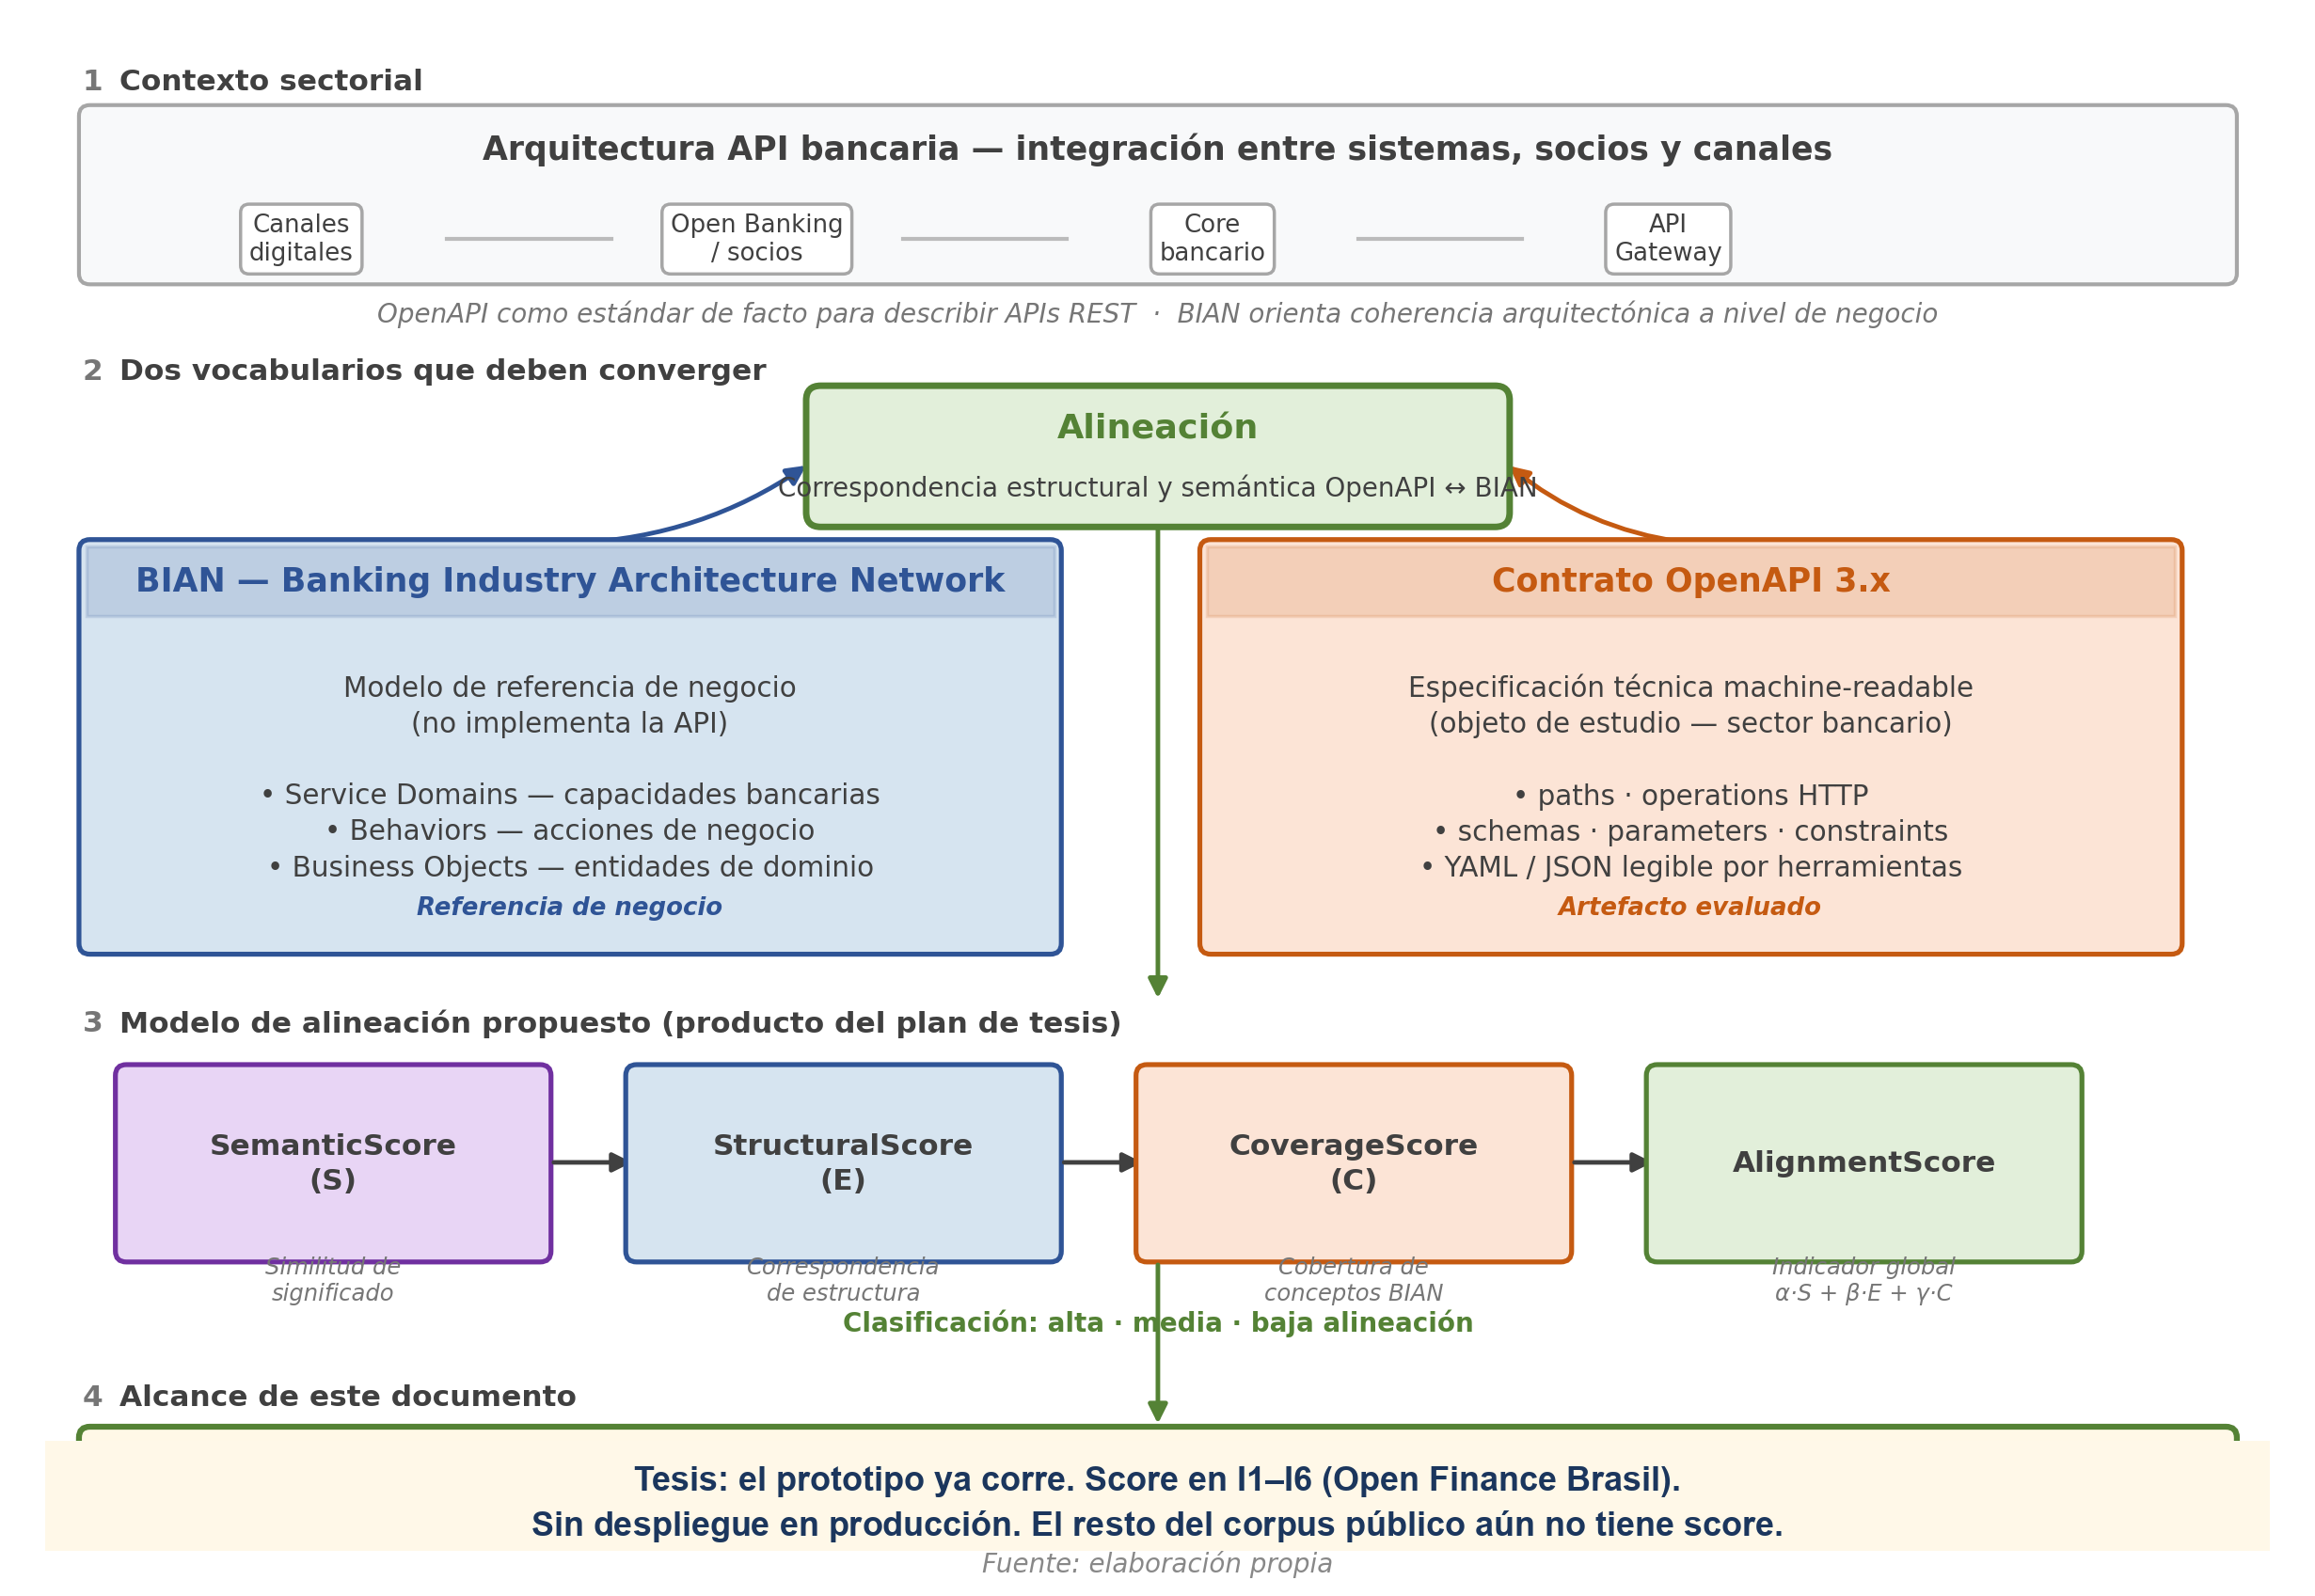 1 Contexto sectorial
Arquitectura API bancaria — integración entre sistemas, socios y canales
Canales
digitales
Open Banking
/ socios
Core
bancario
API
Gateway
OpenAPI como estándar de facto para describir APIs REST · BIAN orienta coherencia arquitectónica a nivel de negocio
2 Dos vocabularios que deben converger
Alineación
Correspondencia estructural y semántica OpenAPI ↔ BIAN
BIAN — Banking Industry Architecture Network
Modelo de referencia de negocio
(no implementa la API)
• Service Domains — capacidades bancarias
• Behaviors — acciones de negocio
• Business Objects — entidades de dominio
Referencia de negocio
Contrato OpenAPI 3.x
Especificación técnica machine-readable
(objeto de estudio — sector bancario)
• paths · operations HTTP
• schemas · parameters · constraints
• YAML / JSON legible por herramientas
Artefacto evaluado
3 Modelo de alineación propuesto (producto del plan de tesis)
SemanticScore
(S)
Similitud de
significado
StructuralScore
(E)
Correspondencia
de estructura
CoverageScore
(C)
Cobertura de
conceptos BIAN
AlignmentScore
Indicador global
α·S + β·E + γ·C
Clasificación: alta · media · baja alineación
4 Alcance de este documento
Tesis: el prototipo ya corre. Score en I1–I6 (Open Finance Brasil).
Sin despliegue en producción. El resto del corpus público aún no tiene score.
Fuente: elaboración propia